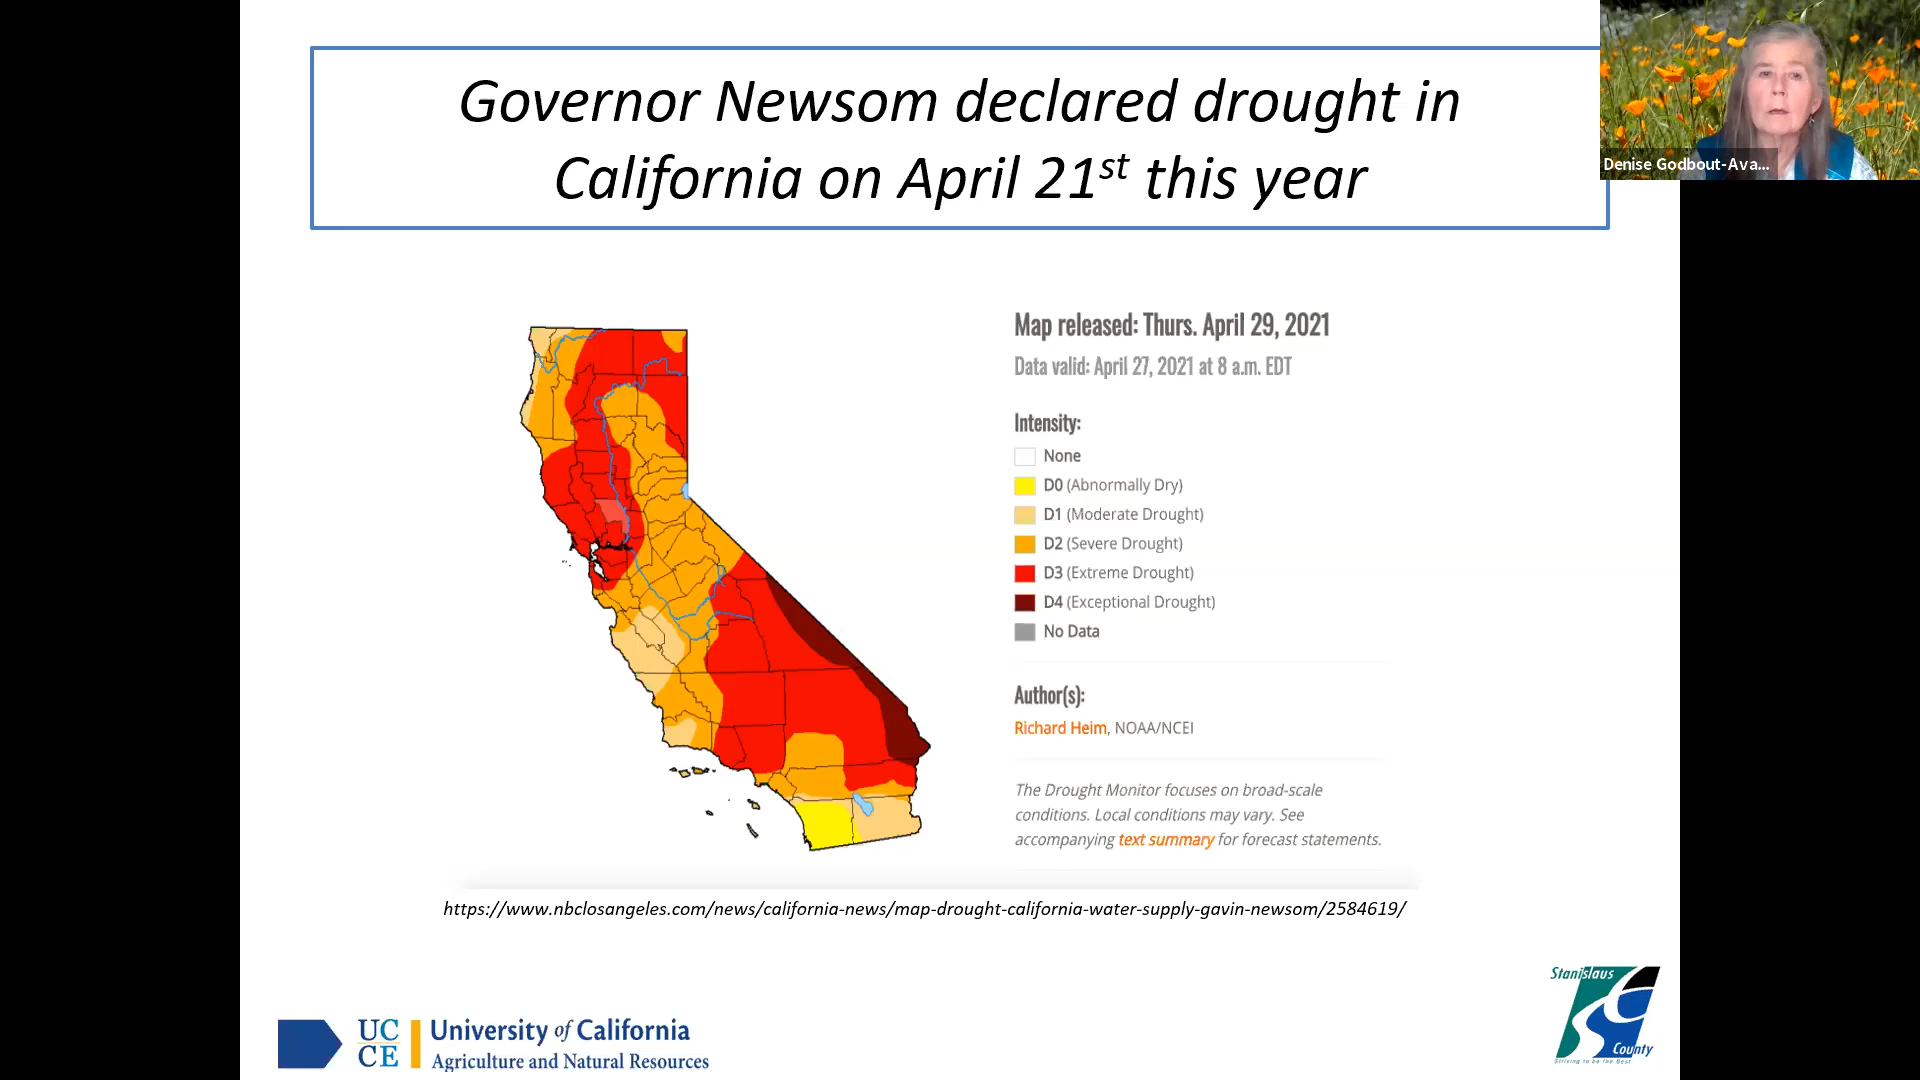 Governor Newsom declared drought in
California on April 21st this year
Denise Godbout-Ava...
Map released: Thurs. April 29, 2021
Data valid: April 27, 2021 at 8 a.m. EDT
Intensity:
None
D0 (Abnormally Dry)
D1 (Moderate Drought)
D2 (Severe Drought)
D3 (Extreme Drought)
D4 (Exceptional Drought)
No Data
Author(s):
Richard Heim, NOAA/NCEI
The Drought Monitor focuses on broad-scale
conditions. Local conditions may vary. See
accompanying text summary for forecast statements.
https://www.nbclosangeles.com/news/california-news/map-drought-california-water-supply-gavin-newsom/2584619/
UC
CE
University of California
Agriculture and Natural Resources
Stanislaus
County
Striving to be the Best